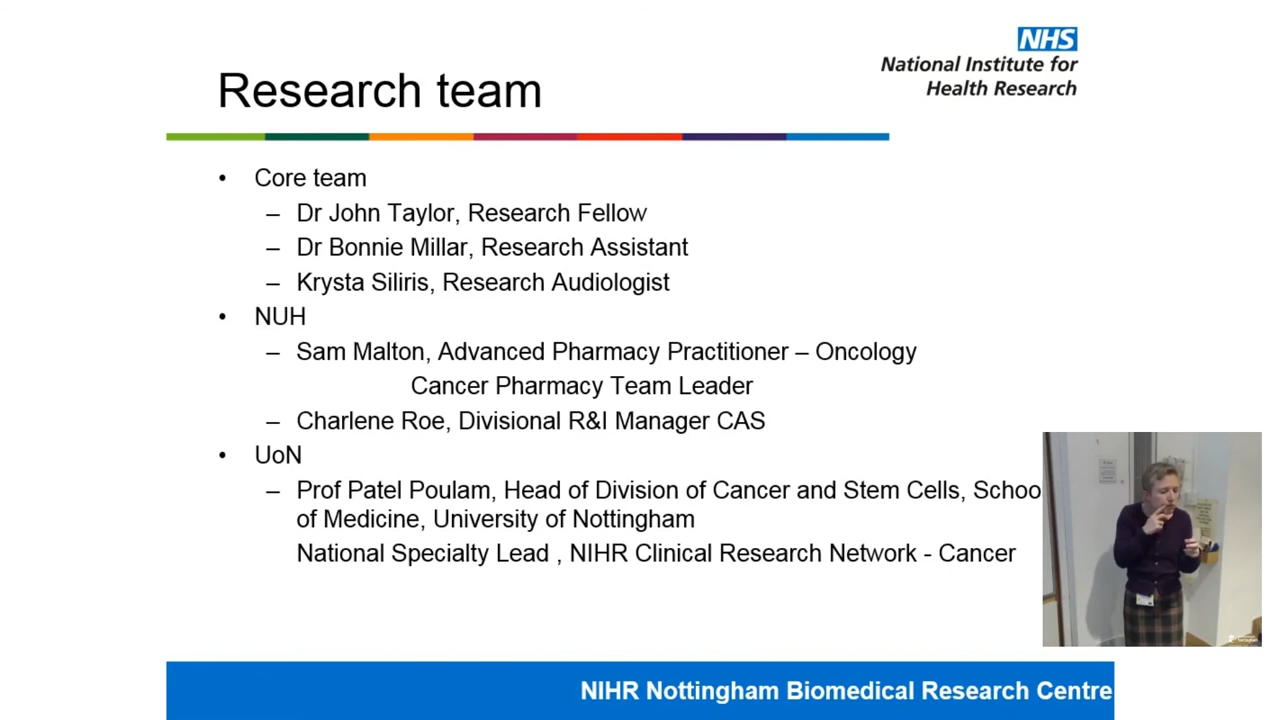 NHS
National Institute for
Health Research
Research team
• Core team
– Dr John Taylor, Research Fellow
– Dr Bonnie Millar, Research Assistant
– Krysta Siliris, Research Audiologist
• NUH
– Sam Malton, Advanced Pharmacy Practitioner – Oncology
Cancer Pharmacy Team Leader
– Charlene Roe, Divisional R&I Manager CAS
• UoN
– Prof Patel Poulam, Head of Division of Cancer and Stem Cells, Schoo
of Medicine, University of Nottingham
National Specialty Lead , NIHR Clinical Research Network - Cancer
NIHR Nottingham Biomedical Research Centre